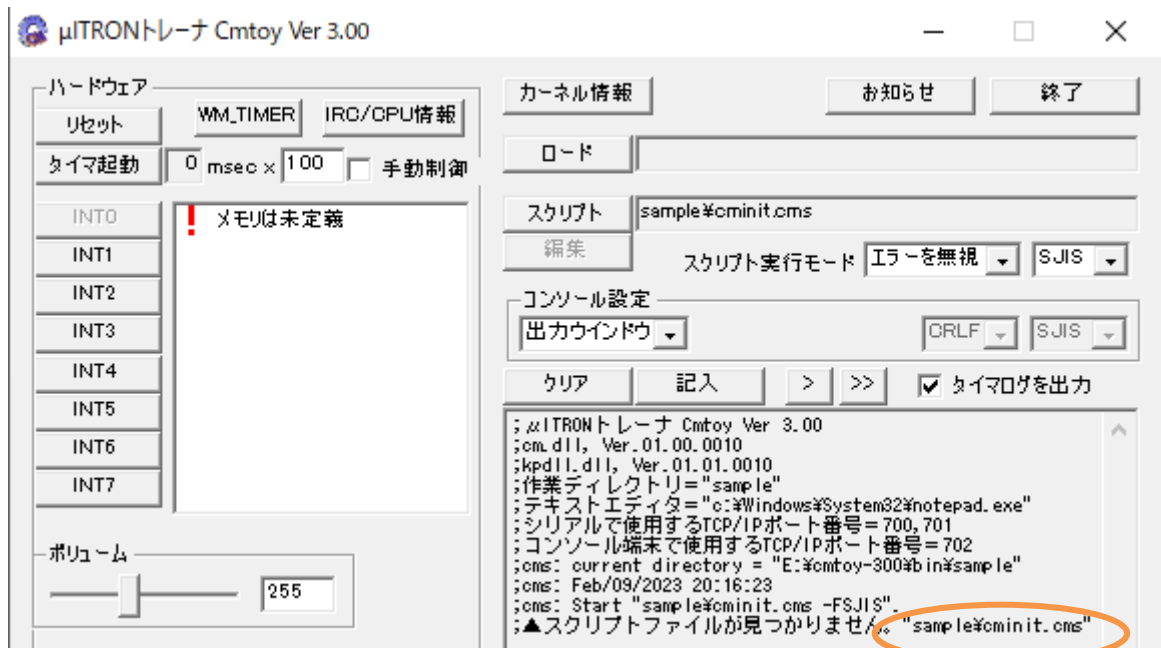 μITRONトレーナ Cmtoy Ver 3.00
ハードウェア
リセット
WM_TIMER
IRC/CPU情報
タイマ起動
0 msec x 100
手動制御
INT0
INT1
INT2
INT3
INT4
INT5
INT6
INT7
! メモリは未定義
ボリューム
255
カーネル情報
お知らせ
終了
ロード
スクリプト
sample¥cminit.cms
編集
スクリプト実行モード
エラーを無視
SJIS
コンソール設定
出力ウインドウ
CRLF
SJIS
クリア
記入
>
>>
タイマログを出力
;μITRONトレーナ Cmtoy Ver 3.00
;cm.dll, Ver.01.00.0010
;kpdll.dll, Ver.01.01.0010
;作業ディレクトリ="sample"
;テキストエディタ="c:¥Windows¥System32¥notepad.exe"
;シリアルで使用するTCP/IPポート番号=700,701
;コンソール端末で使用するTCP/IPポート番号=702
;cms: current directory = "E:¥cmtoy-300¥bin¥sample"
;cms: Feb/09/2023 20:16:23
;cms: Start "sample¥cminit.cms -FSJIS".
;▲スクリプトファイルが見つかりません。"sample¥cminit.cms"